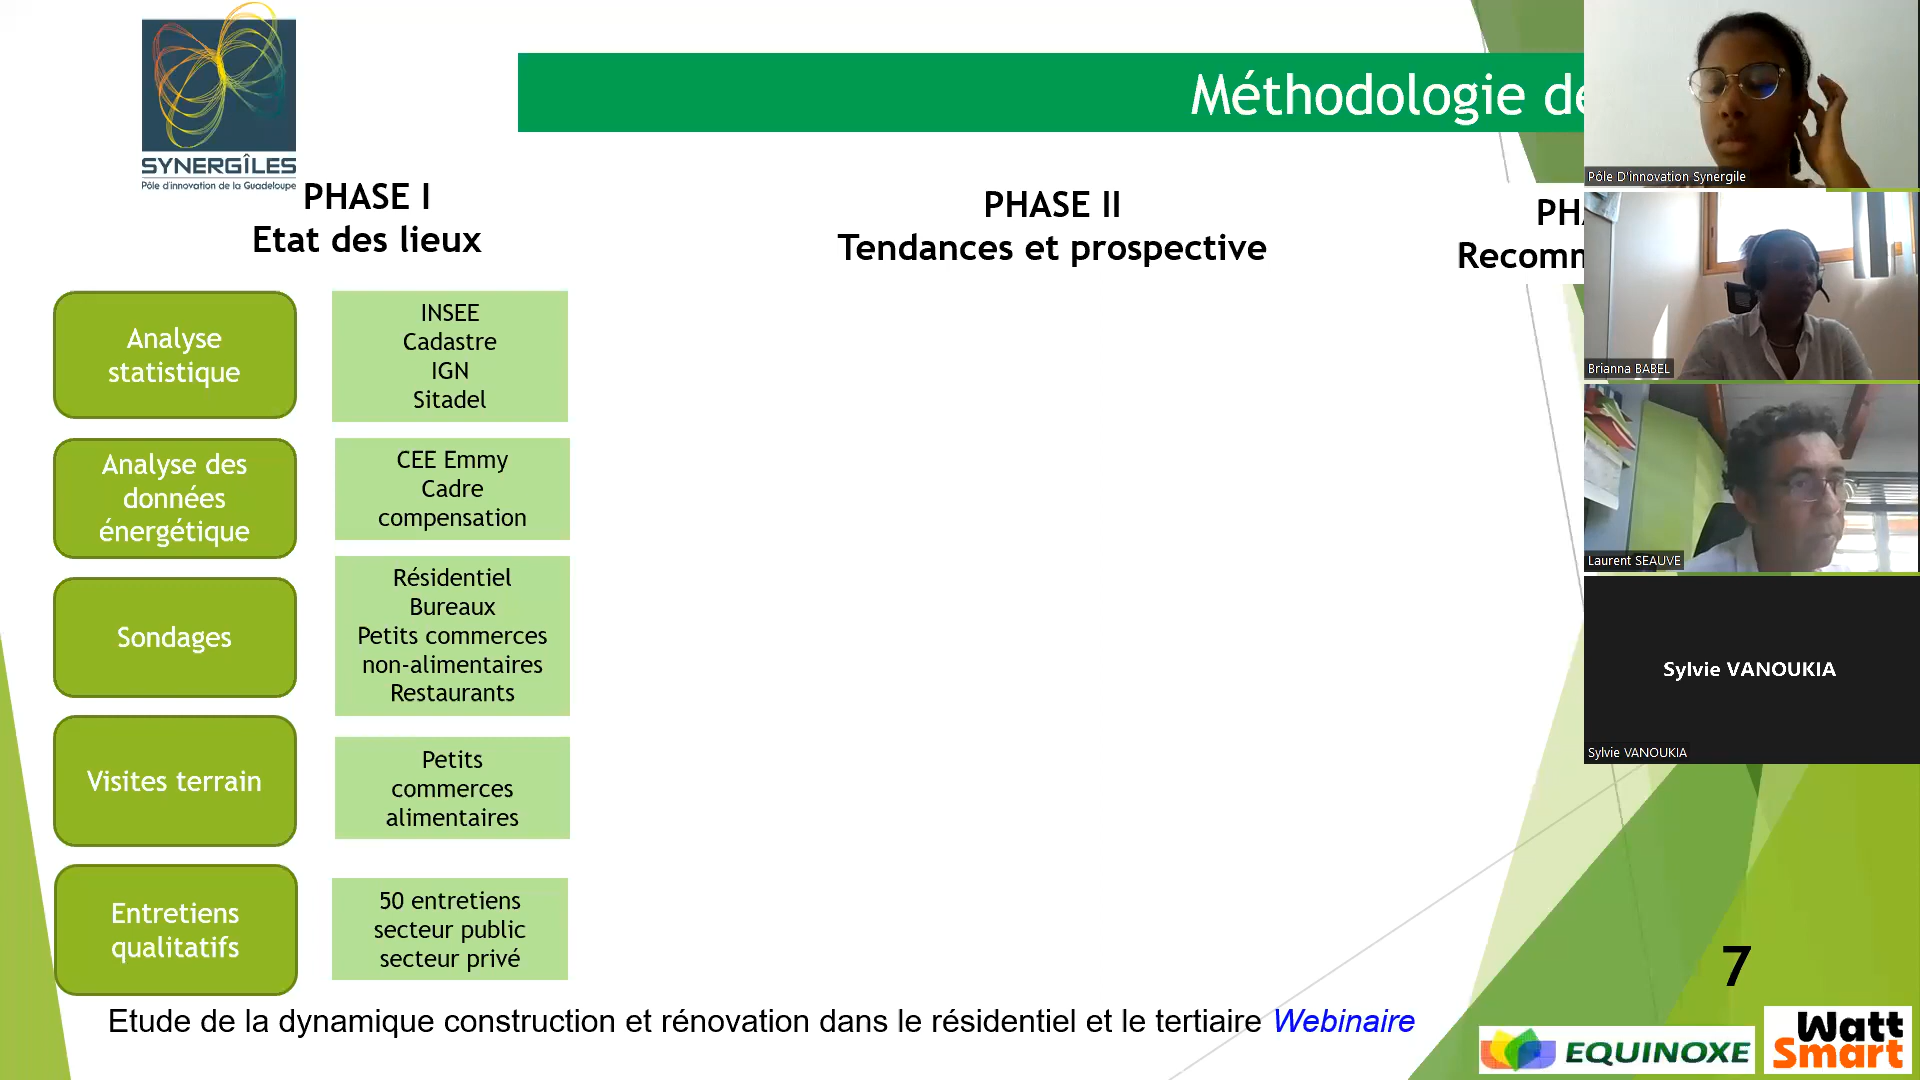 SYNERGÎLES
Pôle d'innovation de la Guadeloupe
Méthodologie de
PHASE I
Etat des lieux
PHASE II
Tendances et prospective
PH
Recomm
Analyse
statistique
INSEE
Cadastre
IGN
Sitadel
Analyse des
données
énergétique
CEE Emmy
Cadre
compensation
Sondages
Résidentiel
Bureaux
Petits commerces
non-alimentaires
Restaurants
Visites terrain
Petits
commerces
alimentaires
Entretiens
qualitatifs
50 entretiens
secteur public
secteur privé
Etude de la dynamique construction et rénovation dans le résidentiel et le tertiaire Webinaire
7
EQUINOXE
Watt
Smart
Pôle D'innovation Synergile
Brianna BABEL
Laurent SEAUVE
Sylvie VANOUKIA
Sylvie VANOUKIA